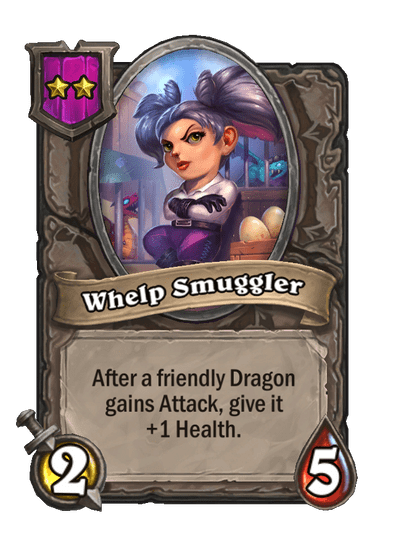 Whelp Smuggler
After a friendly Dragon
gains Attack, give it
+1 Health.
2
5